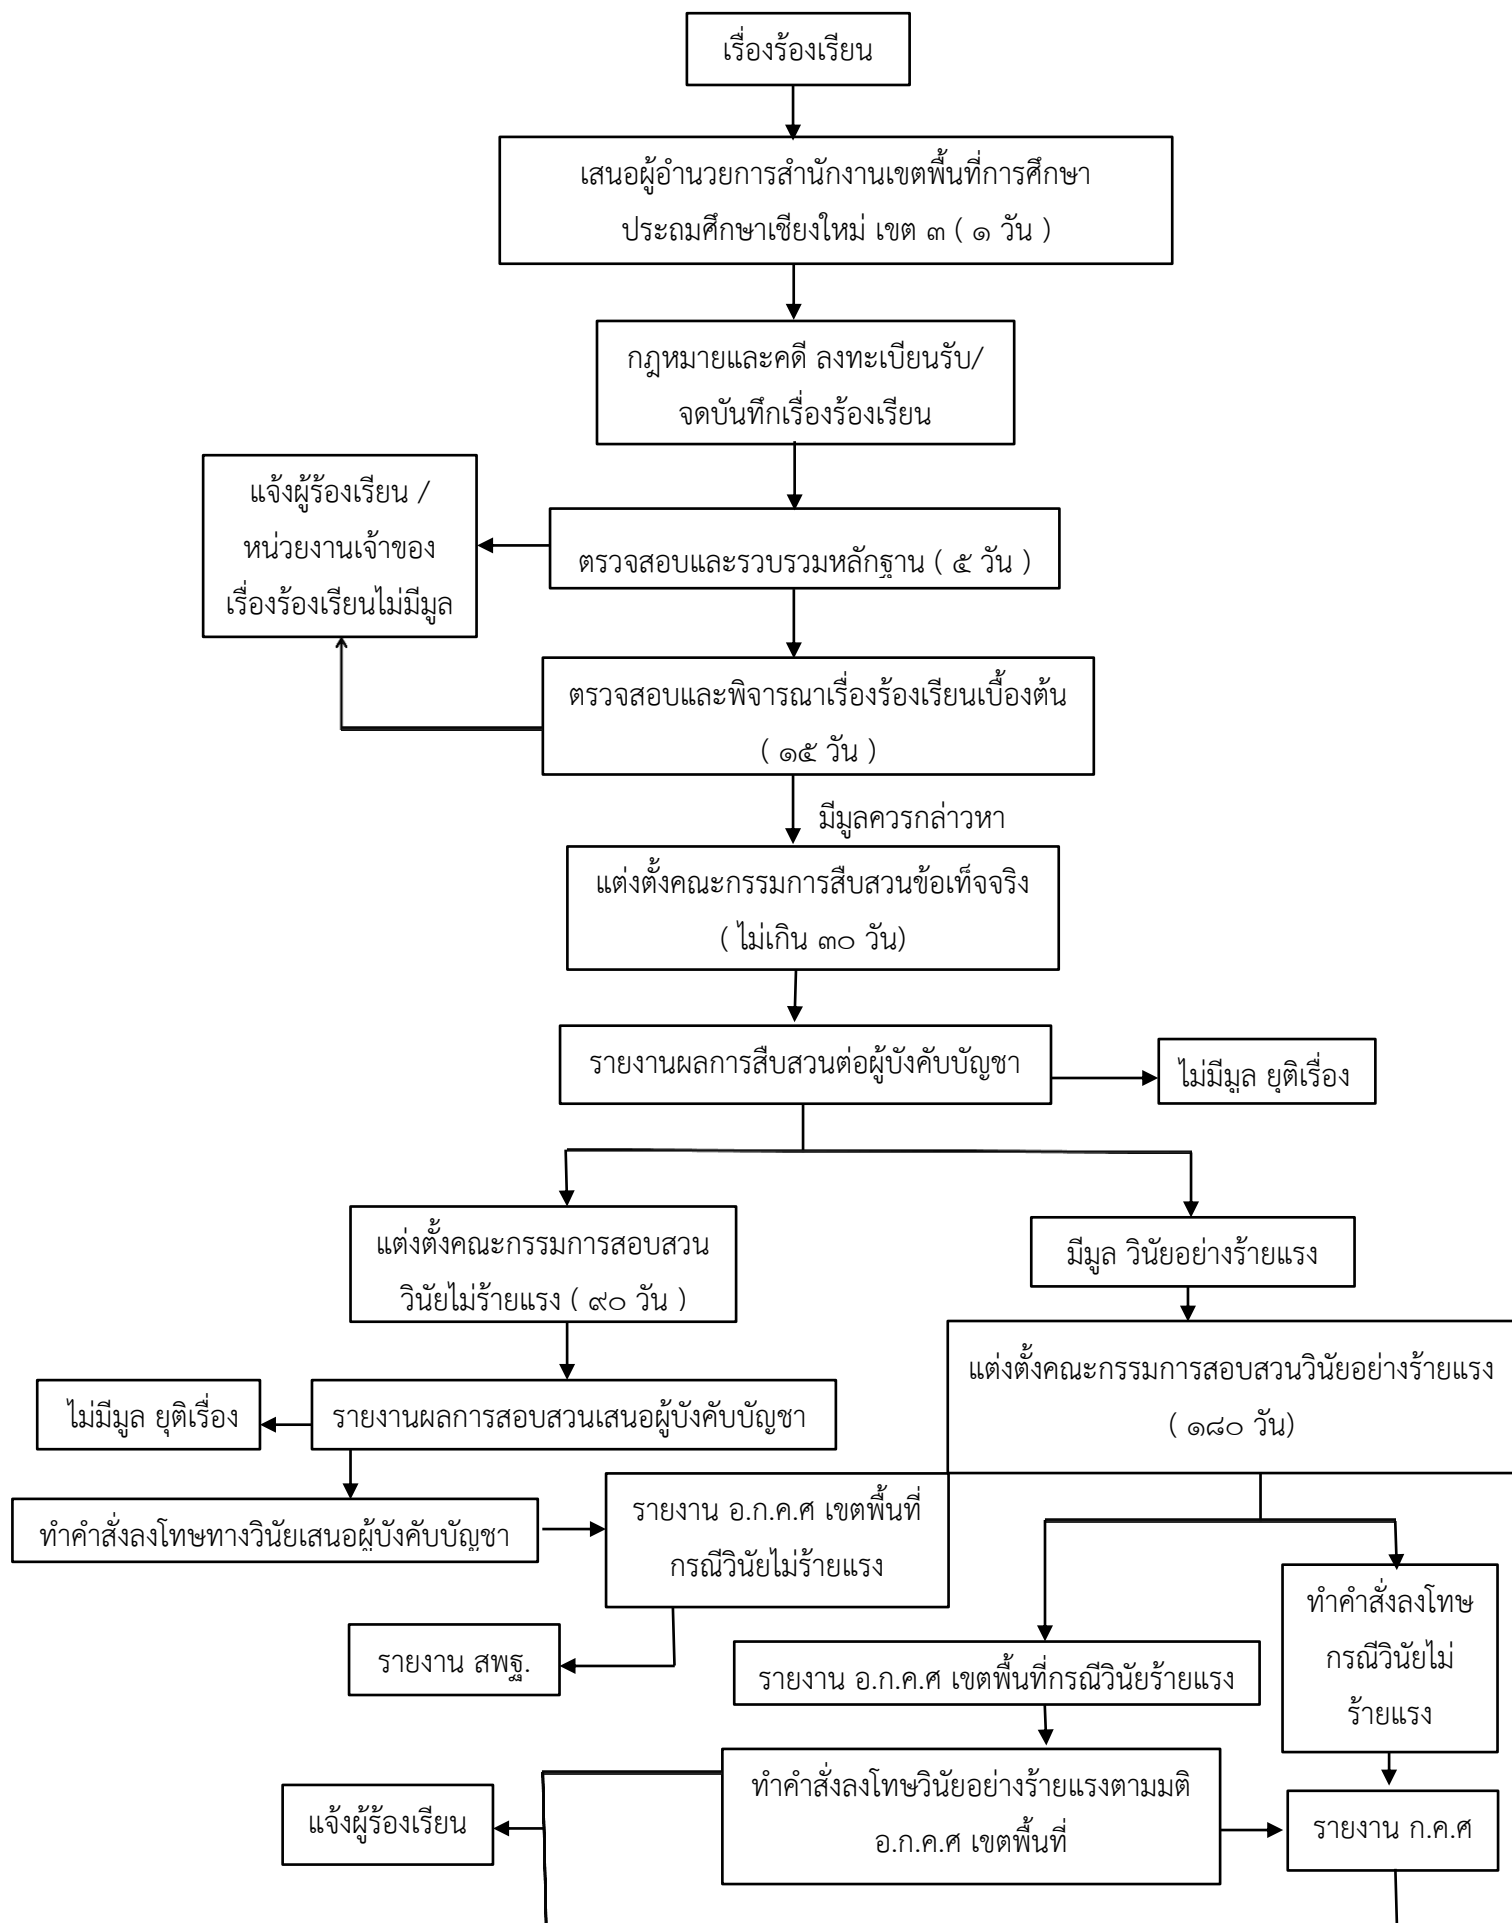 เรื่องร้องเรียน
เสนอผู้อำนวยการสำนักงานเขตพื้นที่การศึกษา
ประถมศึกษาเชียงใหม่ เขต ๓ ( ๑ วัน )
กฎหมายและคดี ลงทะเบียนรับ/
จดบันทึกเรื่องร้องเรียน
แจ้งผู้ร้องเรียน /
หน่วยงานเจ้าของ
เรื่องร้องเรียนไม่มีมูล
ตรวจสอบและรวบรวมหลักฐาน ( ๕ วัน )
ตรวจสอบและพิจารณาเรื่องร้องเรียนเบื้องต้น
( ๑๕ วัน )
มีมูลควรกล่าวหา
แต่งตั้งคณะกรรมการสืบสวนข้อเท็จจริง
( ไม่เกิน ๓๐ วัน)
รายงานผลการสืบสวนต่อผู้บังคับบัญชา
ไม่มีมูล ยุติเรื่อง
แต่งตั้งคณะกรรมการสอบสวน
วินัยไม่ร้ายแรง ( ๙๐ วัน )
มีมูล วินัยอย่างร้ายแรง
แต่งตั้งคณะกรรมการสอบสวนวินัยอย่างร้ายแรง
( ๑๘๐ วัน)
ไม่มีมูล ยุติเรื่อง
รายงานผลการสอบสวนเสนอผู้บังคับบัญชา
ทำคำสั่งลงโทษทางวินัยเสนอผู้บังคับบัญชา
รายงาน อ.ก.ค.ศ เขตพื้นที่
กรณีวินัยไม่ร้ายแรง
รายงาน สพฐ.
รายงาน อ.ก.ค.ศ เขตพื้นที่กรณีวินัยร้ายแรง
ทำคำสั่งลงโทษ
กรณีวินัยไม่
ร้ายแรง
แจ้งผู้ร้องเรียน
ทำคำสั่งลงโทษวินัยอย่างร้ายแรงตามมติ
อ.ก.ค.ศ เขตพื้นที่
รายงาน ก.ค.ศ